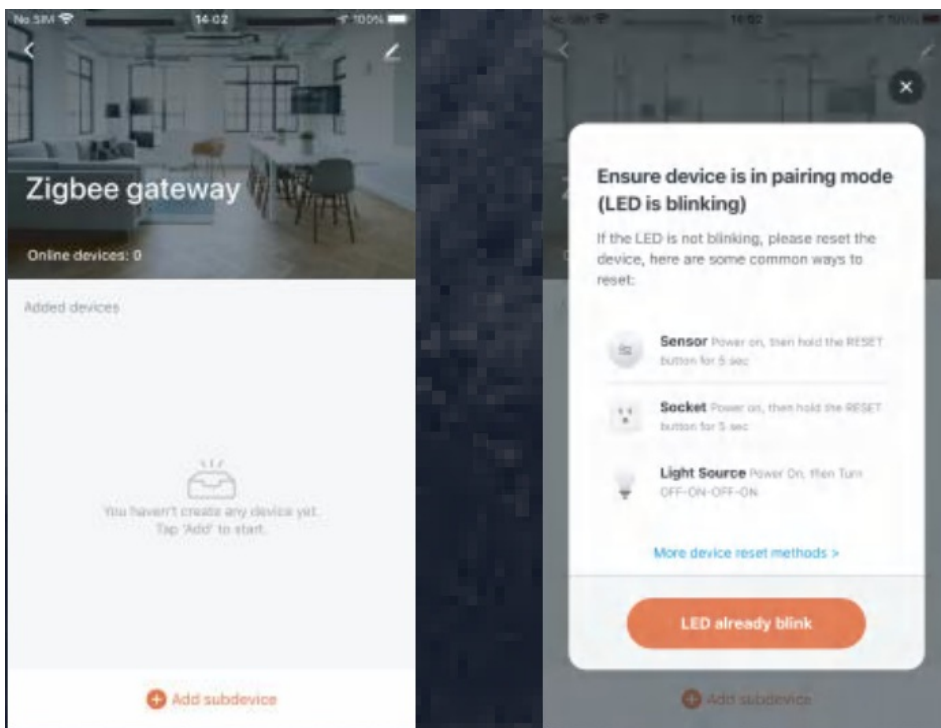 No SIM 14:02 100%
Zigbee gateway
Online devices: 0
Added devices
You haven't create any device yet.
Tap 'Add' to start.
Add subdevice
Ensure device is in pairing mode
(LED is blinking)
If the LED is not blinking, please reset the
device, here are some common ways to
reset:
Sensor Power on, then hold the RESET
button for 5 sec
Socket Power on, then hold the RESET
button for 5 sec
Light Source Power On, then Turn
OFF-ON-OFF-ON
More device reset methods >
LED already blink
Add subdevice